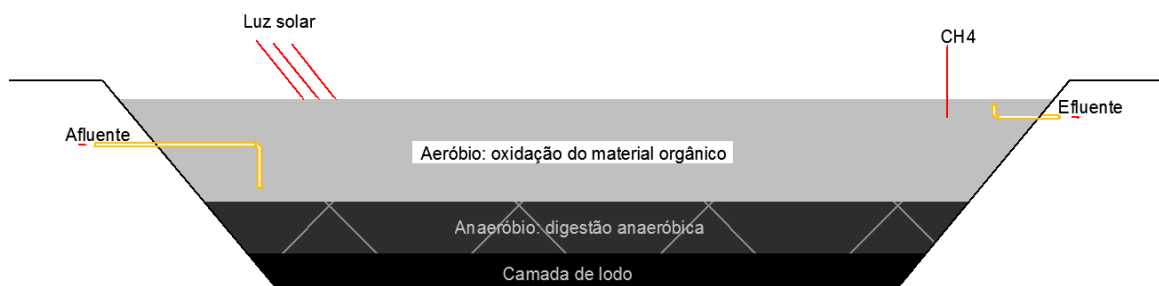 Luz solar
CH4
Afluente
Efluente
Aeróbio: oxidação do material orgânico
Anaeróbio: digestão anaeróbica
Camada de lodo